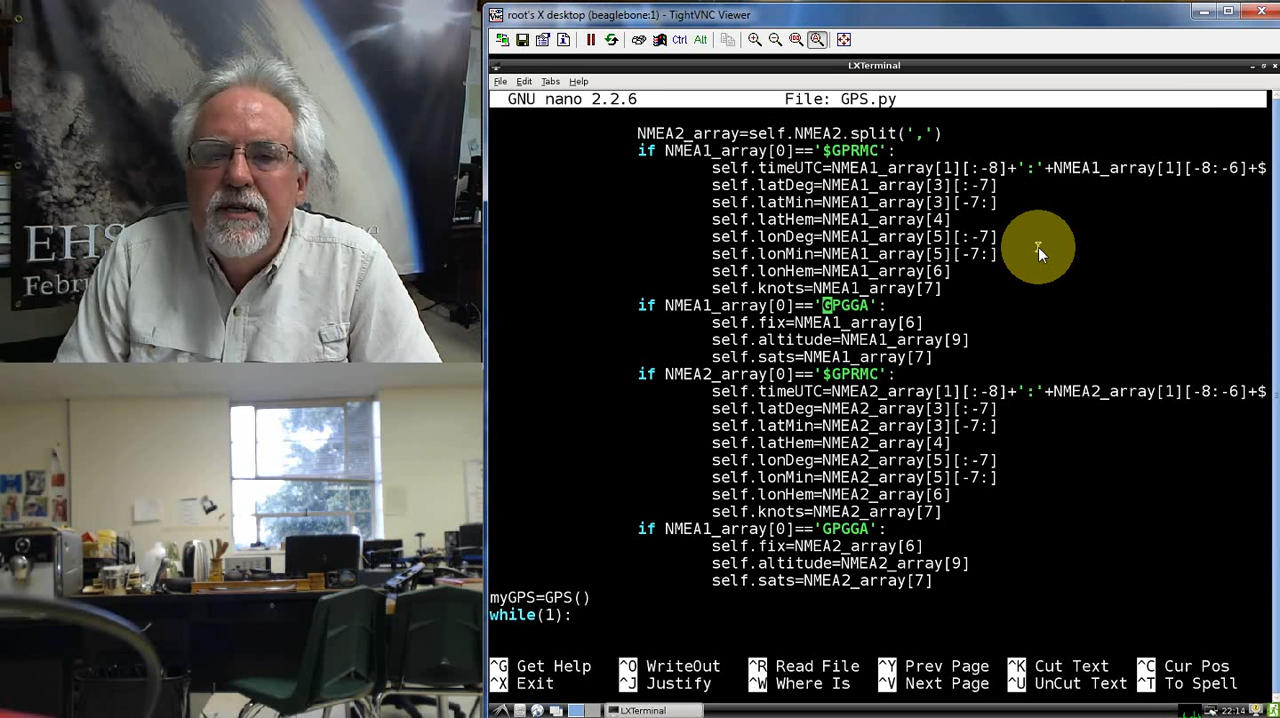 root's X desktop (beaglebone:1) - TightVNC Viewer
Ctrl Alt
LXTerminal
File Edit Tabs Help
GNU nano 2.2.6 File: GPS.py
NMEA2_array=self.NMEA2.split(',')
if NMEA1_array[0]=='$GPRMC':
self.timeUTC=NMEA1_array[1][:-8]+':'+NMEA1_array[1][-8:-6]+$
self.latDeg=NMEA1_array[3][:-7]
self.latMin=NMEA1_array[3][-7:]
self.latHem=NMEA1_array[4]
self.lonDeg=NMEA1_array[5][:-7]
self.lonMin=NMEA1_array[5][-7:]
self.lonHem=NMEA1_array[6]
self.knots=NMEA1_array[7]
if NMEA1_array[0]=='GPGGA':
self.fix=NMEA1_array[6]
self.altitude=NMEA1_array[9]
self.sats=NMEA1_array[7]
if NMEA2_array[0]=='$GPRMC':
self.timeUTC=NMEA2_array[1][:-8]+':'+NMEA2_array[1][-8:-6]+$
self.latDeg=NMEA2_array[3][:-7]
self.latMin=NMEA2_array[3][-7:]
self.latHem=NMEA2_array[4]
self.lonDeg=NMEA2_array[5][:-7]
self.lonMin=NMEA2_array[5][-7:]
self.lonHem=NMEA2_array[6]
self.knots=NMEA2_array[7]
if NMEA1_array[0]=='GPGGA':
self.fix=NMEA2_array[6]
self.altitude=NMEA2_array[9]
self.sats=NMEA2_array[7]
myGPS=GPS()
while(1):
^G Get Help ^O WriteOut ^R Read File ^Y Prev Page ^K Cut Text ^C Cur Pos
^X Exit ^J Justify ^W Where Is ^V Next Page ^U UnCut Text ^T To Spell
LXTerminal 22:14
EHS